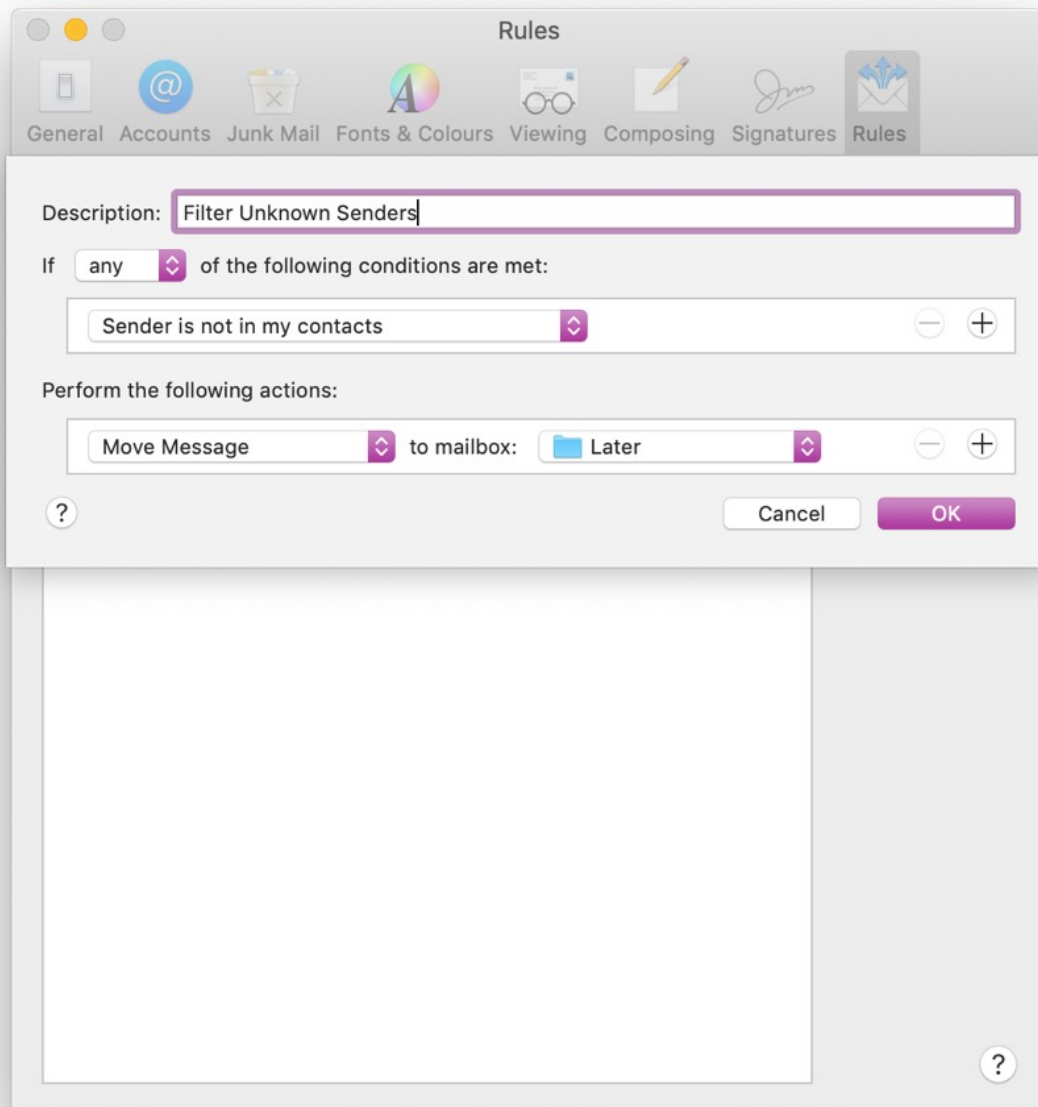 Rules
General Accounts Junk Mail Fonts & Colours Viewing Composing Signatures Rules
Description: Filter Unknown Senders
If any of the following conditions are met:
Sender is not in my contacts
Perform the following actions:
Move Message to mailbox: Later
? Cancel OK
?